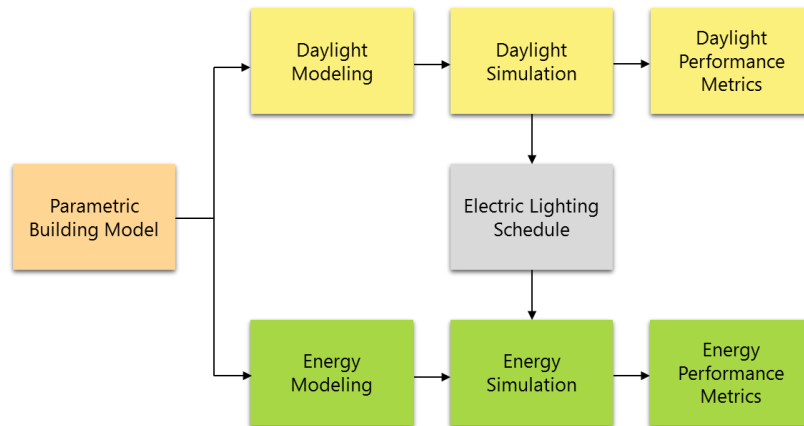 Daylight
Modeling
Daylight
Simulation
Daylight
Performance
Metrics
Parametric
Building Model
Electric Lighting
Schedule
Energy
Modeling
Energy
Simulation
Energy
Performance
Metrics